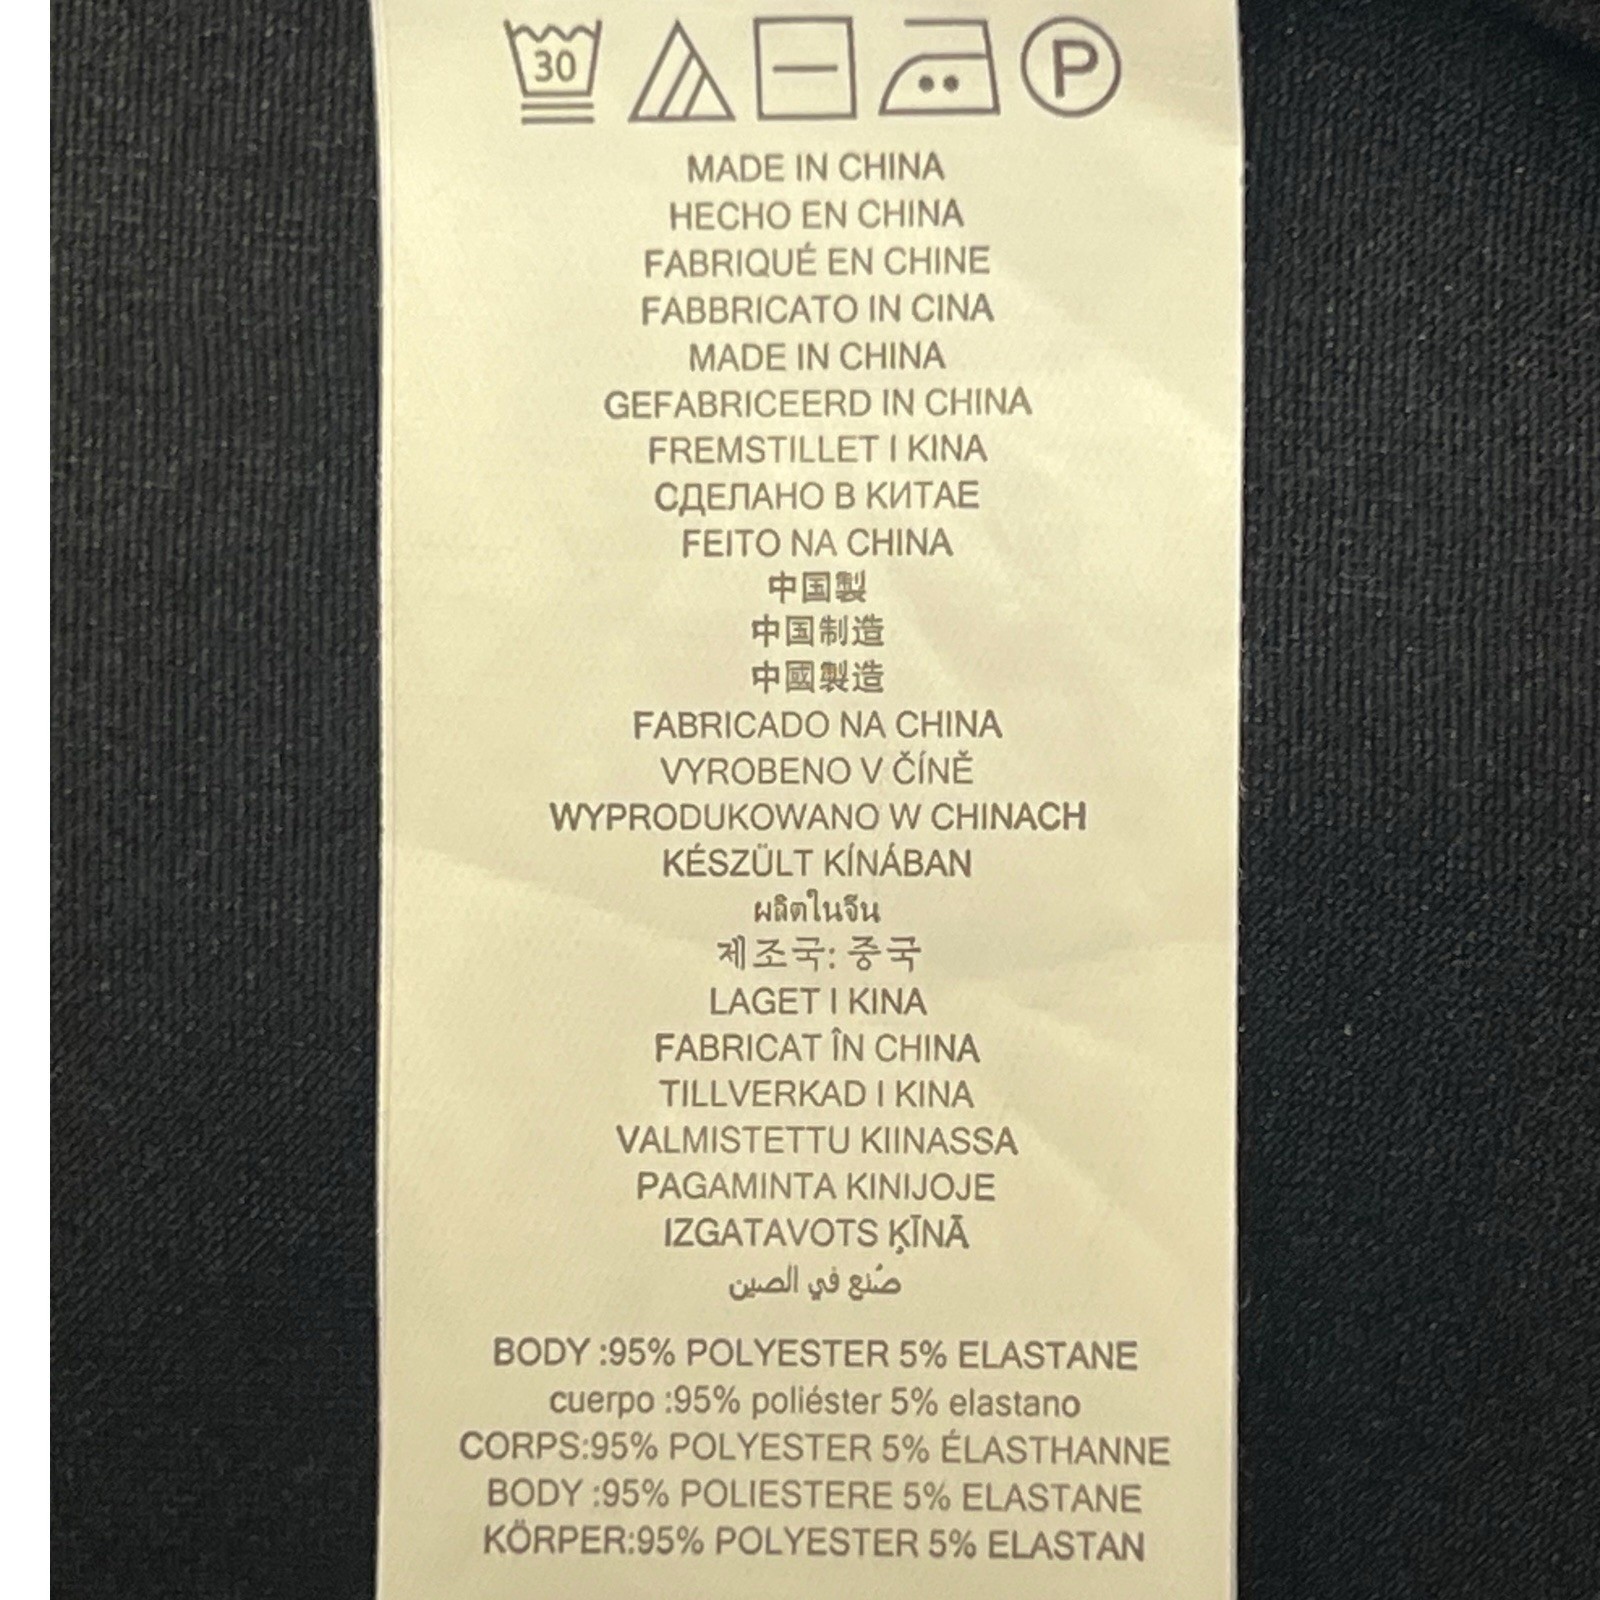 30 P
MADE IN CHINA
HECHO EN CHINA
FABRIQUÉ EN CHINE
FABBRICATO IN CINA
MADE IN CHINA
GEFABRICEERD IN CHINA
FREMSTILLET I KINA
СДЕЛАНО В КИТАЕ
FEITO NA CHINA
中国製
中国制造
中國製造
FABRICADO NA CHINA
VYROBENO V ČÍNĚ
WYPRODUKOWANO W CHINACH
KÉSZÜLT KÍNÁBAN
ผลิตในจีน
제조국: 중국
LAGET I KINA
FABRICAT ÎN CHINA
TILLVERKAD I KINA
VALMISTETTU KIINASSA
PAGAMINTA KINIJOJE
IZGATAVOTS ĶĪNĀ
صُنع في الصين
BODY :95% POLYESTER 5% ELASTANE
cuerpo :95% poliéster 5% elastano
CORPS:95% POLYESTER 5% ÉLASTHANNE
BODY :95% POLIESTERE 5% ELASTANE
KÖRPER:95% POLYESTER 5% ELASTAN